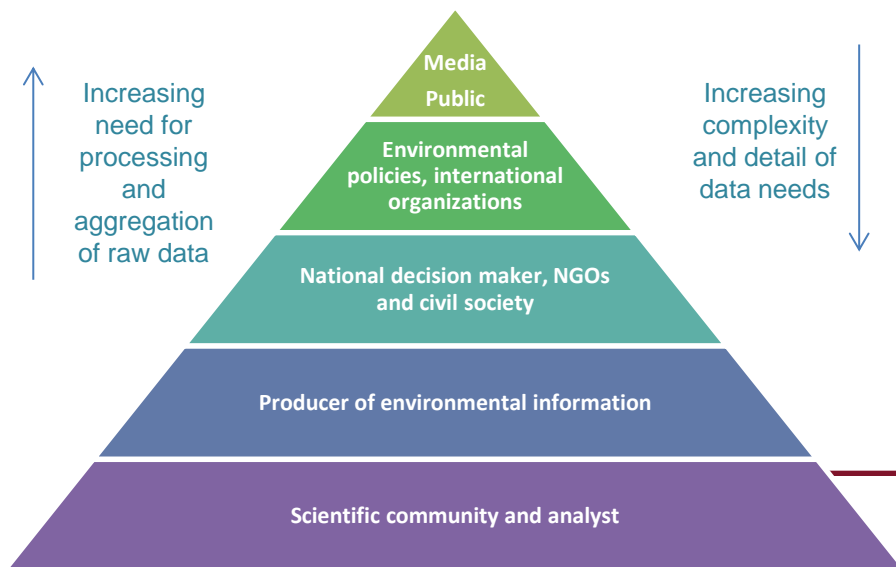 Media
Public
Increasing
need for
processing
and
aggregation
of raw data
Increasing
complexity
and detail of
data needs
Environmental
policies, international
organizations
National decision maker, NGOs
and civil society
Producer of environmental information
Scientific community and analyst